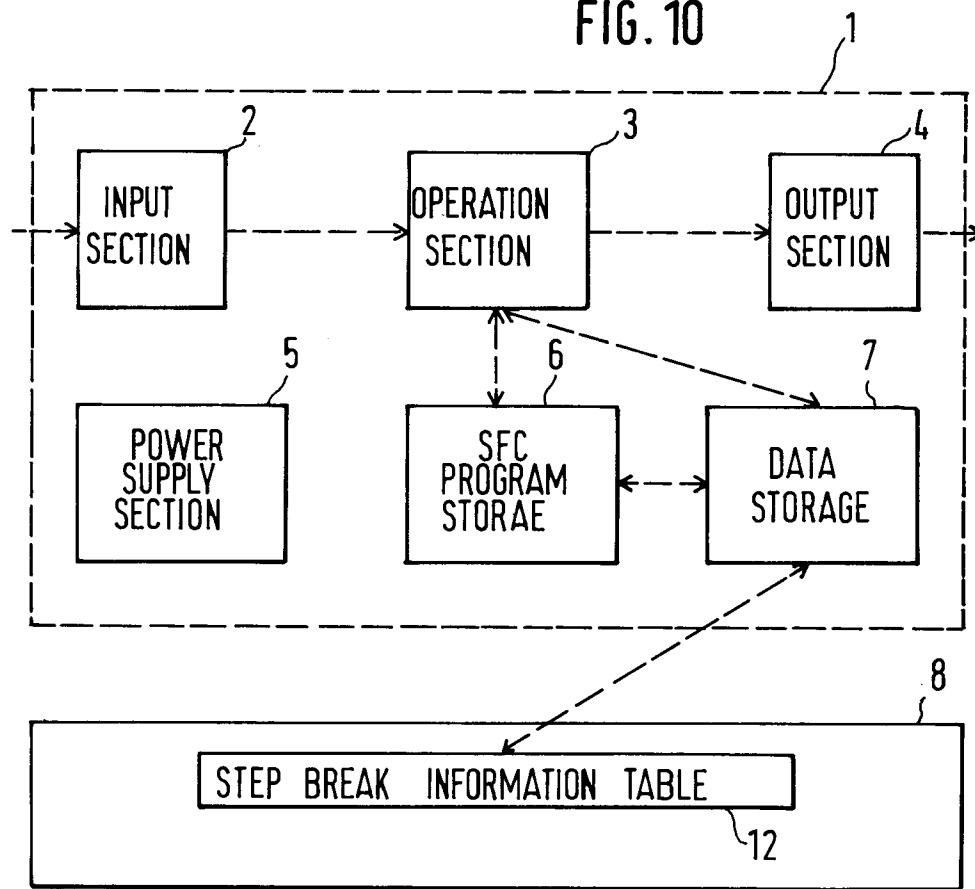 FIG. 10
1
2
3
4
INPUT
SECTION
OPERATION
SECTION
OUTPUT
SECTION
5
6
7
POWER
SUPPLY
SECTION
SFC
PROGRAM
STORAE
DATA
STORAGE
8
STEP BREAK INFORMATION TABLE
12